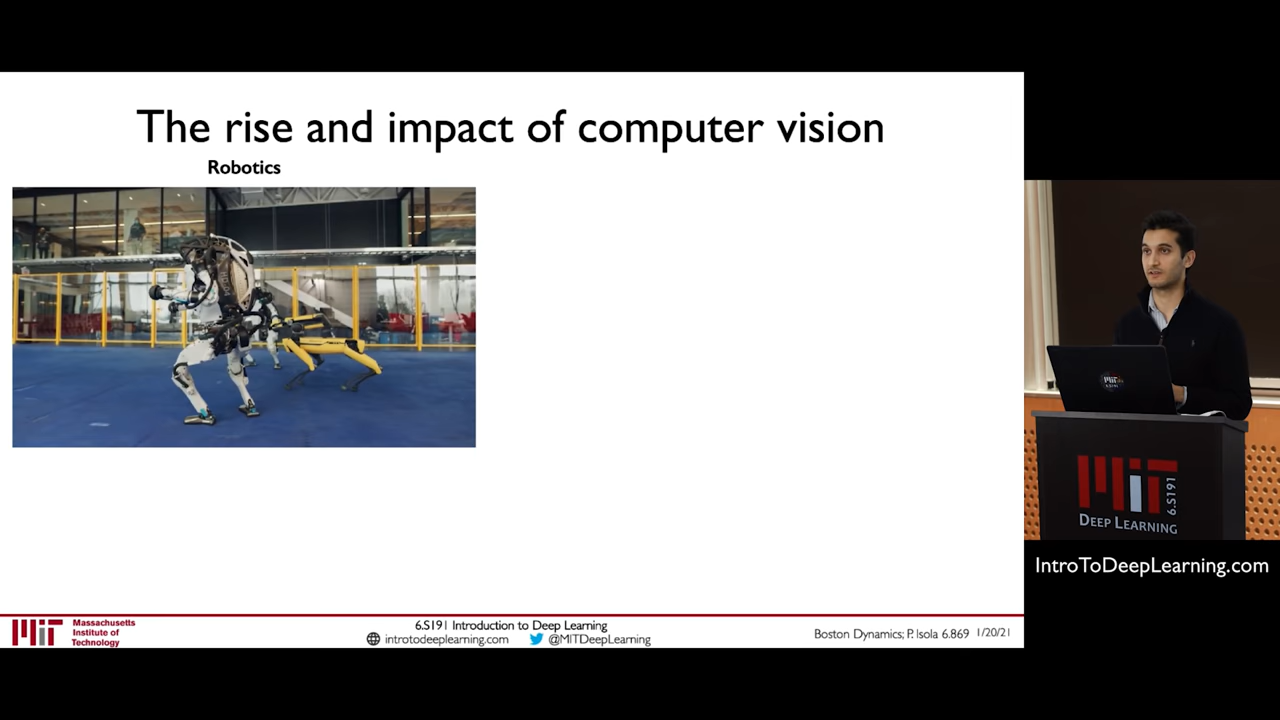 The rise and impact of computer vision
Robotics
MIT
6.S191
DEEP LEARNING
IntroToDeepLearning.com
Massachusetts
Institute of
Technology
6.S191 Introduction to Deep Learning
introtodeeplearning.com @MITDeepLearning
Boston Dynamics; P. Isola 6.869 1/20/21